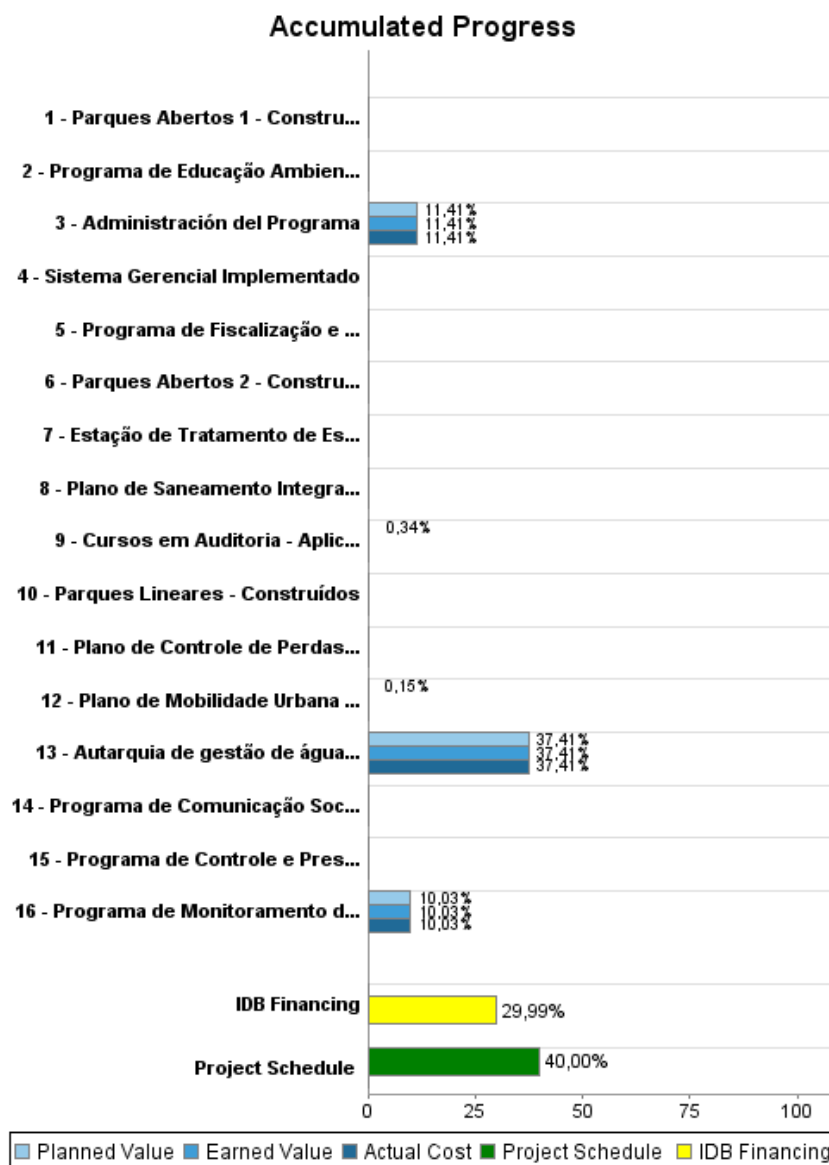 Accumulated Progress
1 - Parques Abertos 1 - Constru...
2 - Programa de Educação Ambien...
11,41%
3 - Administración del Programa
11,41%
11,41%
4 - Sistema Gerencial Implementado
5 - Programa de Fiscalização e ...
6 - Parques Abertos 2 - Constru...
7 - Estação de Tratamento de Es...
8 - Plano de Saneamento Integra...
0,34%
9 - Cursos em Auditoria - Aplic...
10 - Parques Lineares - Construídos
11 - Plano de Controle de Perdas...
0,15%
12 - Plano de Mobilidade Urbana ...
37,41%
13 - Autarquia de gestão de água...
37,41%
37,41%
14 - Programa de Comunicação Soc...
15 - Programa de Controle e Pres...
10,03%
16 - Programa de Monitoramento d...
10,03%
10,03%
IDB Financing 29,99%
Project Schedule 40,00%
0 25 50 75 100
Planned Value Earned Value Actual Cost Project Schedule IDB Financing